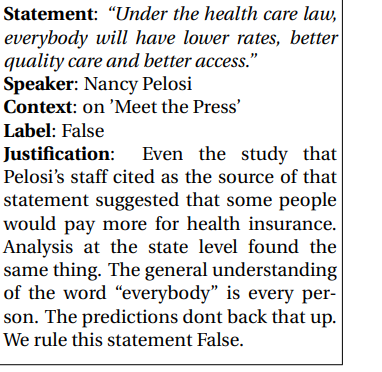 Statement: “Under the health care law,
everybody will have lower rates, better
quality care and better access.”
Speaker: Nancy Pelosi
Context: on ’Meet the Press’
Label: False
Justification: Even the study that
Pelosi’s staff cited as the source of that
statement suggested that some people
would pay more for health insurance.
Analysis at the state level found the
same thing. The general understanding
of the word “everybody” is every per-
son. The predictions dont back that up.
We rule this statement False.